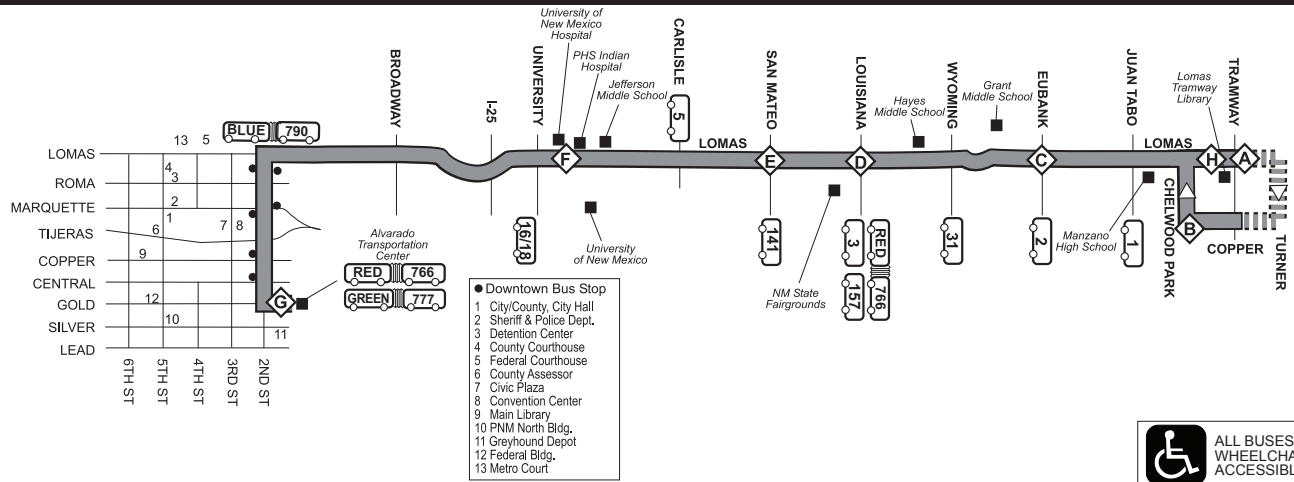 University of
New Mexico
Hospital
PHS Indian
Hospital
Jefferson
Middle School
BROADWAY
I-25
UNIVERSITY
CARLISLE
5
SAN MATEO
LOUISIANA
Hayes
Middle School
WYOMING
Grant
Middle School
EUBANK
JUAN TABO
Lomas
Tramway
Library
TRAMWAY
BLUE 790
13 5
LOMAS
4
3
ROMA
MARQUETTE
2
1
TIJERAS
6
7 8
COPPER
9
CENTRAL
GOLD
12
SILVER
10
LEAD
11
6TH ST
5TH ST
4TH ST
3RD ST
2ND ST
Alvarado
Transportation
Center
RED 766
GREEN 777
G
F
LOMAS
E
D
C
LOMAS
H
A
B
16/18
University
of New Mexico
141
NM State
Fairgrounds
3
157
RED 766
31
2
1
Manzano
High School
CHELWOOD PARK
COPPER
TURNER
Downtown Bus Stop
1 City/County, City Hall
2 Sheriff & Police Dept.
3 Detention Center
4 County Courthouse
5 Federal Courthouse
6 County Assessor
7 Civic Plaza
8 Convention Center
9 Main Library
10 PNM North Bldg.
11 Greyhound Depot
12 Federal Bldg.
13 Metro Court
ALL BUSES
WHEELCHA
ACCESSIBL